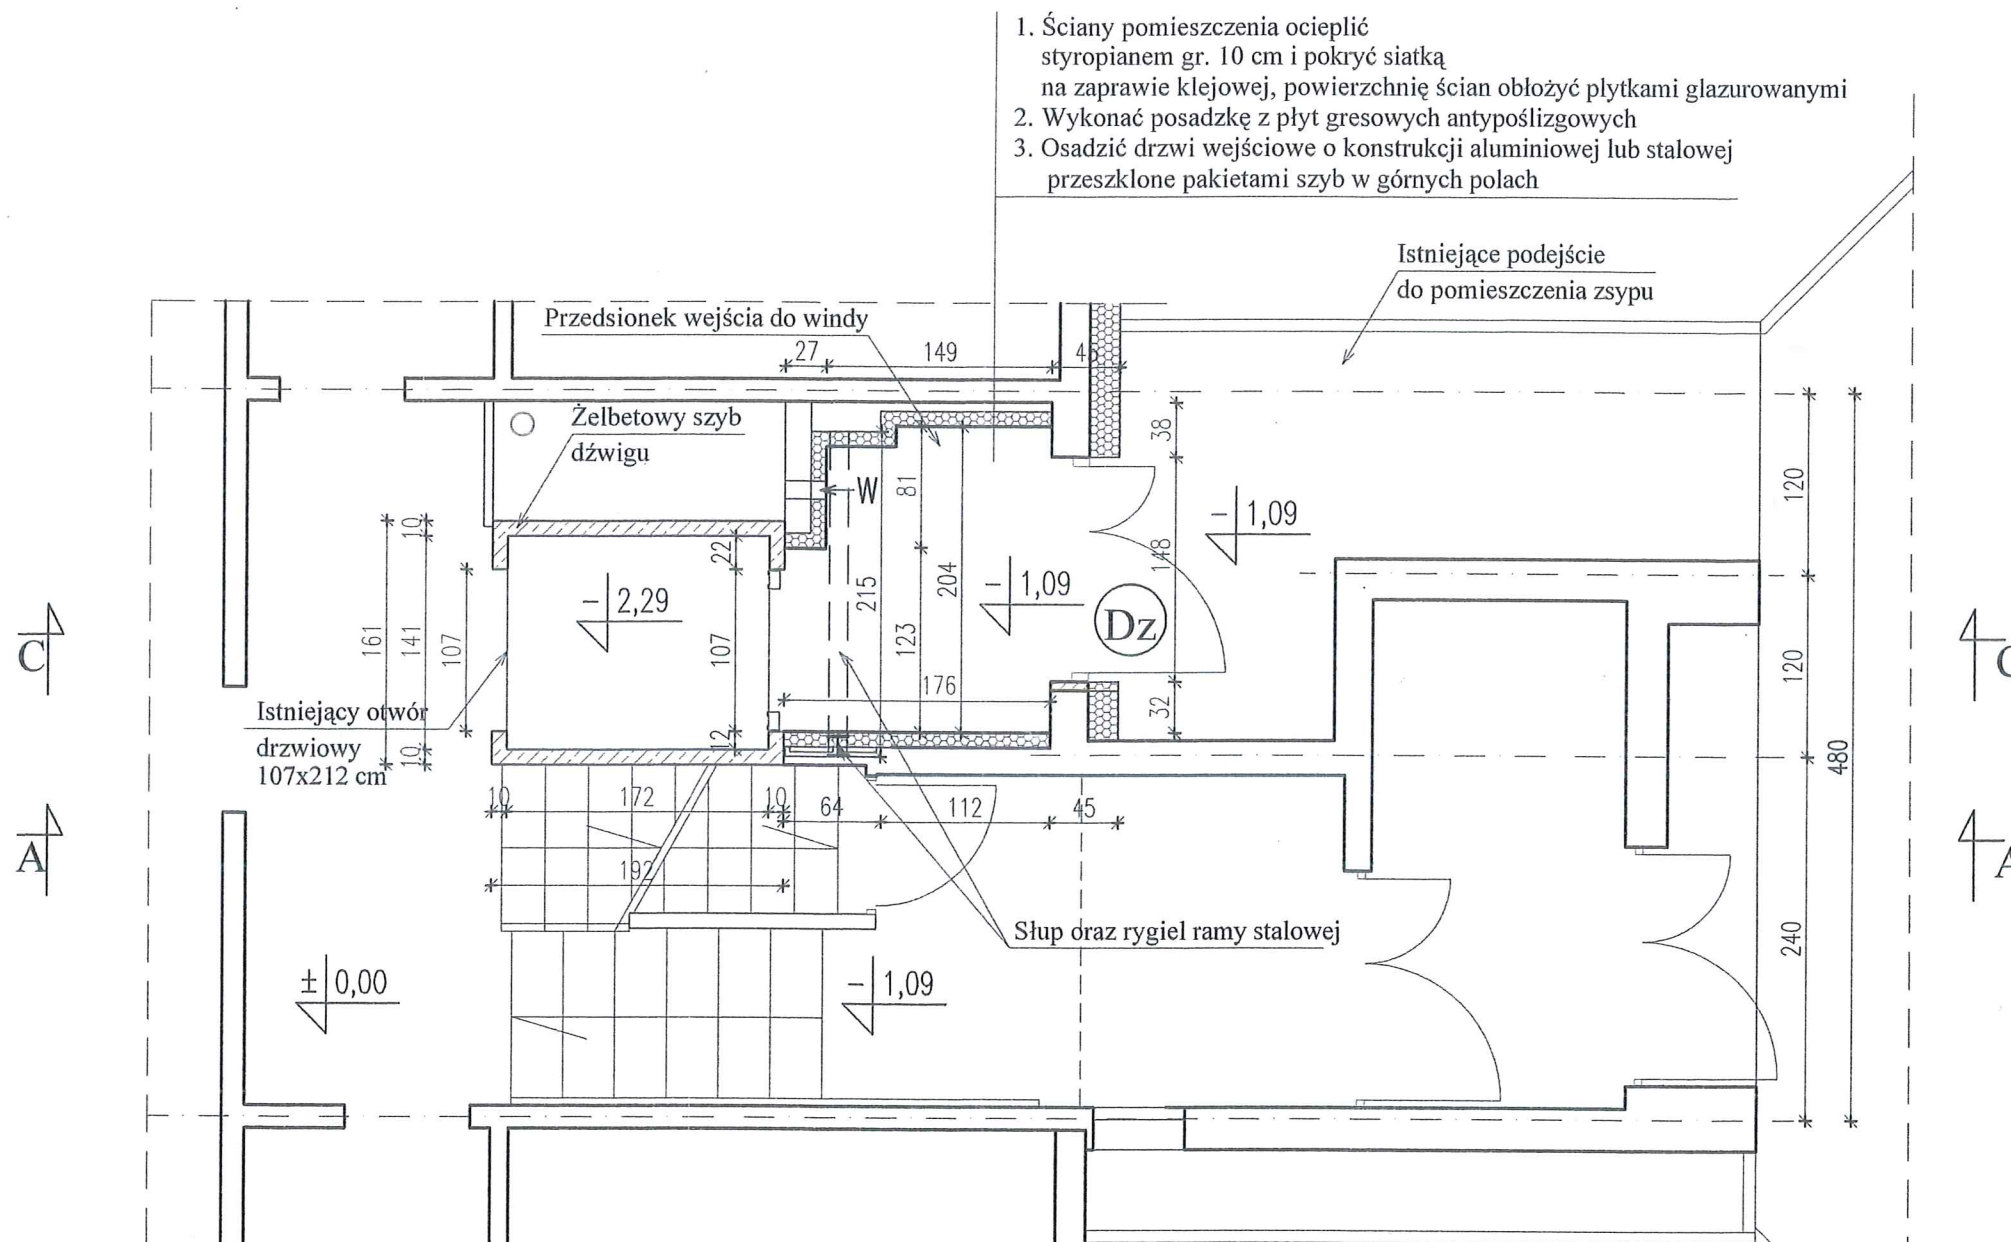 1. Ściany pomieszczenia ocieplić
styropianem gr. 10 cm i pokryć siatką
na zaprawie klejowej, powierzchnię ścian obłożyć plytkami glazurowanymi
2. Wykonać posadzkę z płyt gresowych antypoślizgowych
3. Osadzić drzwi wejściowe o konstrukcji aluminiowej lub stalowej
przeszklone pakietami szyb w górnych polach
Istniejące podejście
do pomieszczenia zsypu
Przedsionek wejścia do windy
27
149
45
Żelbetowy szyb
dźwigu
W
81
38
120
- 1,09
10
22
148
161
141
107
- 2,29
107
215
123
204
- 1,09
Dz
120
C
C
176
32
Istniejący otwór
drzwiowy
107x212 cm
10
12
480
10
172
10
64
112
45
A
A
192
Słup oraz rygiel ramy stalowej
240
± 0,00
- 1,09